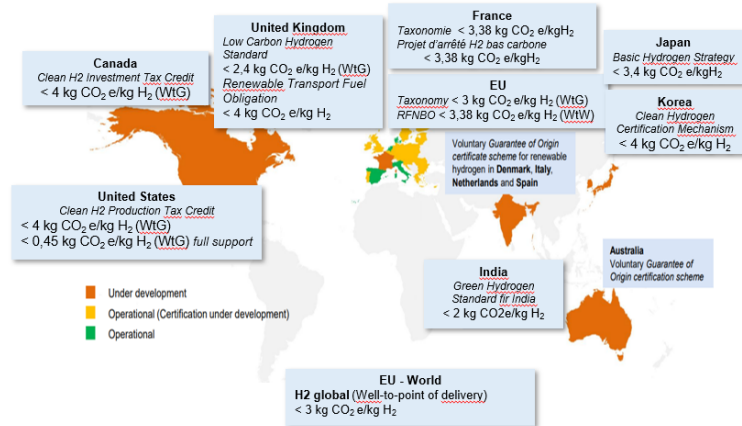 Canada
Clean H2 Investment Tax Credit
< 4 kg CO2 e/kg H2 (WtG)
United Kingdom
Low Carbon Hydrogen
Standard
< 2,4 kg CO2 e/kg H2 (WtG)
Renewable Transport Fuel
Obligation
< 4 kg CO2 e/kg H2
France
Taxonomie < 3,38 kg CO2 e/kgH2
Projet d'arrêté H2 bas carbone
< 3,38 kg CO2 e/kgH2
EU
Taxonomy < 3 kg CO2 e/kg H2 (WtG)
RFNBO < 3,38 kg CO2 e/kg H2 (WtW)
Japan
Basic Hydrogen Strategy
< 3,4 kg CO2 e/kgH2
Korea
Clean Hydrogen
Certification Mechanism
< 4 kg CO2 e/kg H2
Voluntary Guarantee of Origin
certificate scheme for renewable
hydrogen in Denmark, Italy,
Netherlands and Spain
United States
Clean H2 Production Tax Credit
< 4 kg CO2 e/kg H2 (WtG)
< 0,45 kg CO2 e/kg H2 (WtG) full support
Australia
Voluntary Guarantee of
Origin certification scheme
India
Green Hydrogen
Standard fir India
< 2 kg CO2e/kg H2
Under development
Operational (Certification under development)
Operational
EU - World
H2 global (Well-to-point of delivery)
< 3 kg CO2 e/kg H2